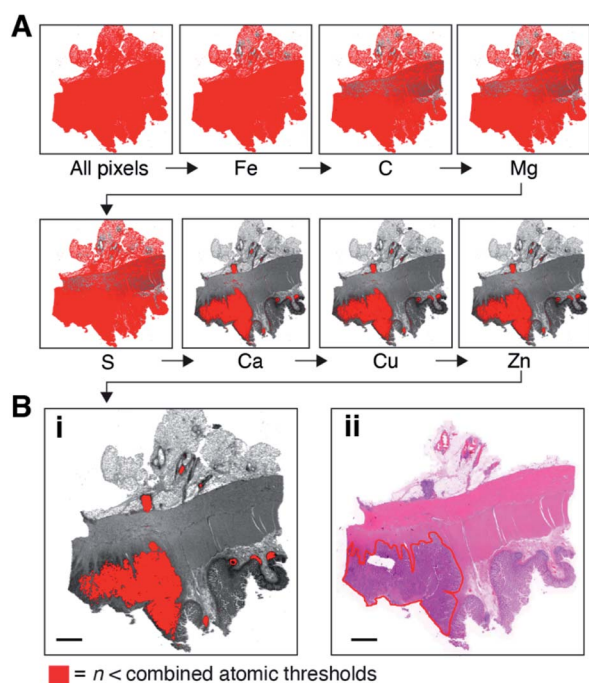 A
All pixels Fe C Mg
S Ca Cu Zn
B i ii
= n < combined atomic thresholds